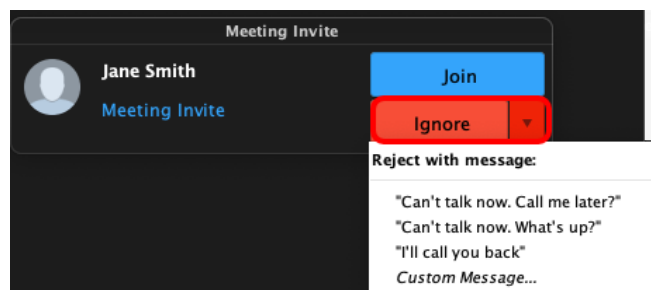 Meeting Invite
Jane Smith
Join
Meeting Invite
Ignore
Reject with message:
"Can't talk now. Call me later?"
"Can't talk now. What's up?"
"I'll call you back"
Custom Message...